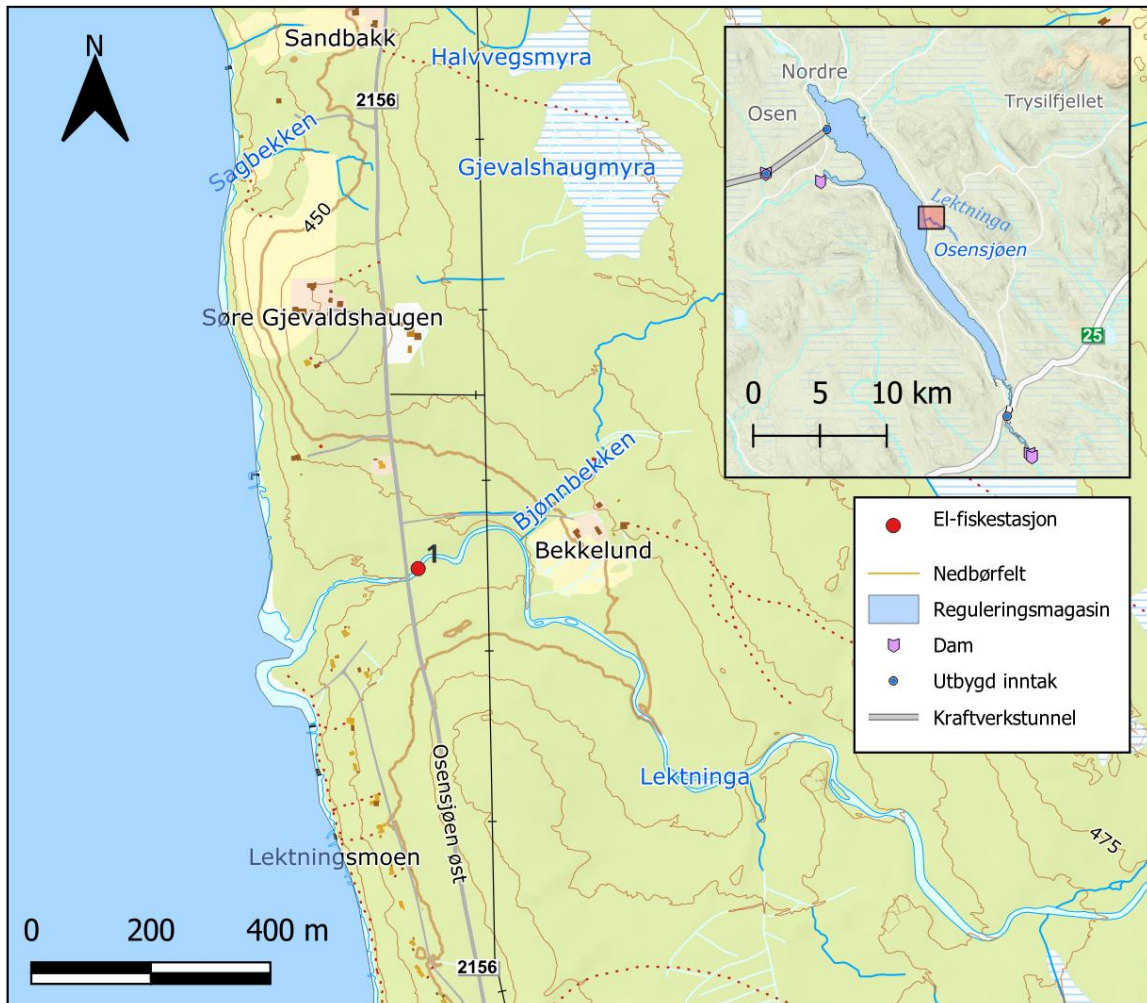 N
Sandbakk
Halvvegsmyra
2156
Sagbekken
Gjevalshaugmyra
450
Søre Gjevaldshaugen
Bjønnbekken
Bekkelund
1
Lektninga
Osensjøen øst
Lektningsmoen
475
2156
0 200 400 m
Nordre
Osen
Trysilfjellet
Lektninga
Osensjøen
25
0 5 10 km
El-fiskestasjon
Nedbørfelt
Reguleringsmagasin
Dam
Utbygd inntak
Kraftverkstunnel